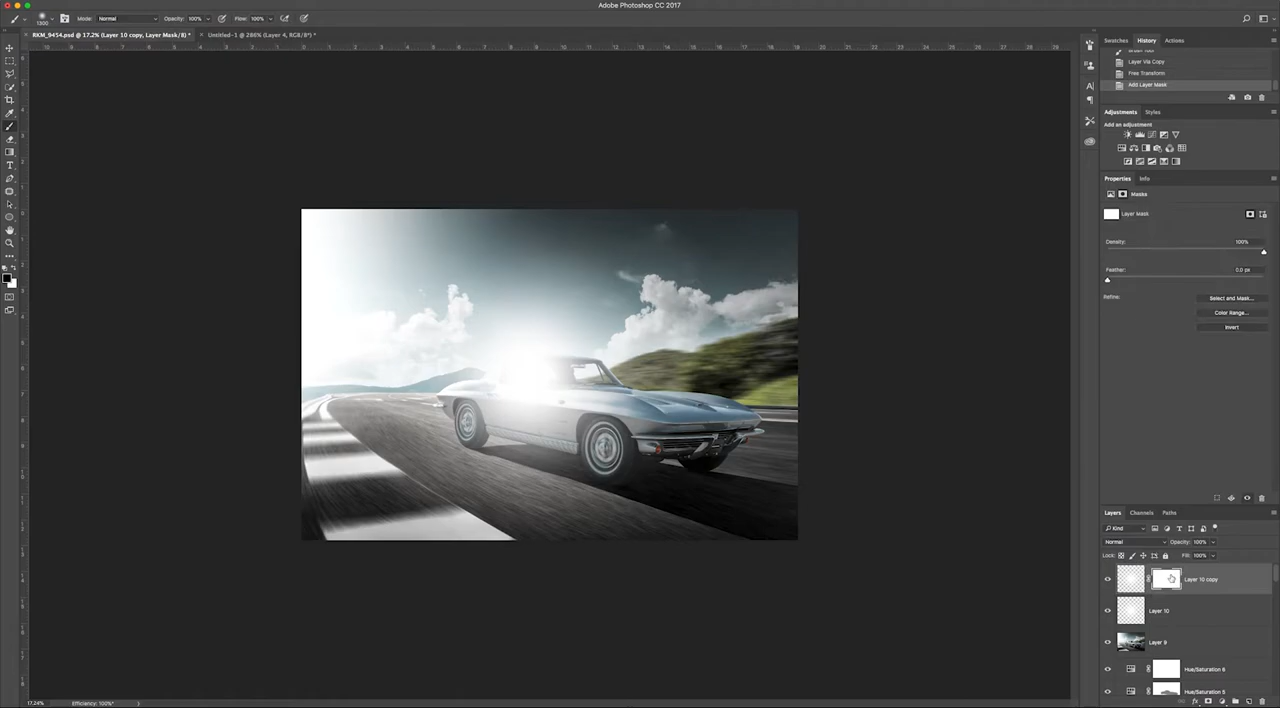 Adobe Photoshop CC 2017
1300
Mode: Normal
Opacity: 100%
Flow: 100%
RKM_9454.psd @ 17.2% (Layer 10 copy, Layer Mask/8) *
Untitled-1 @ 286% (Layer 4, RGB/8*) *
Swatches
History
Actions
Layer Via Copy
Free Transform
Add Layer Mask
Adjustments
Styles
Add an adjustment
Properties
Info
Masks
Layer Mask
Density:
100%
Feather:
0.0 px
Refine:
Select and Mask...
Color Range...
Invert
Layers
Channels
Paths
Kind
Normal
Opacity: 100%
Lock:
Fill: 100%
Layer 10 copy
Layer 10
Layer 9
Hue/Saturation 6
Hue/Saturation 5
17.24%
Efficiency: 100%*